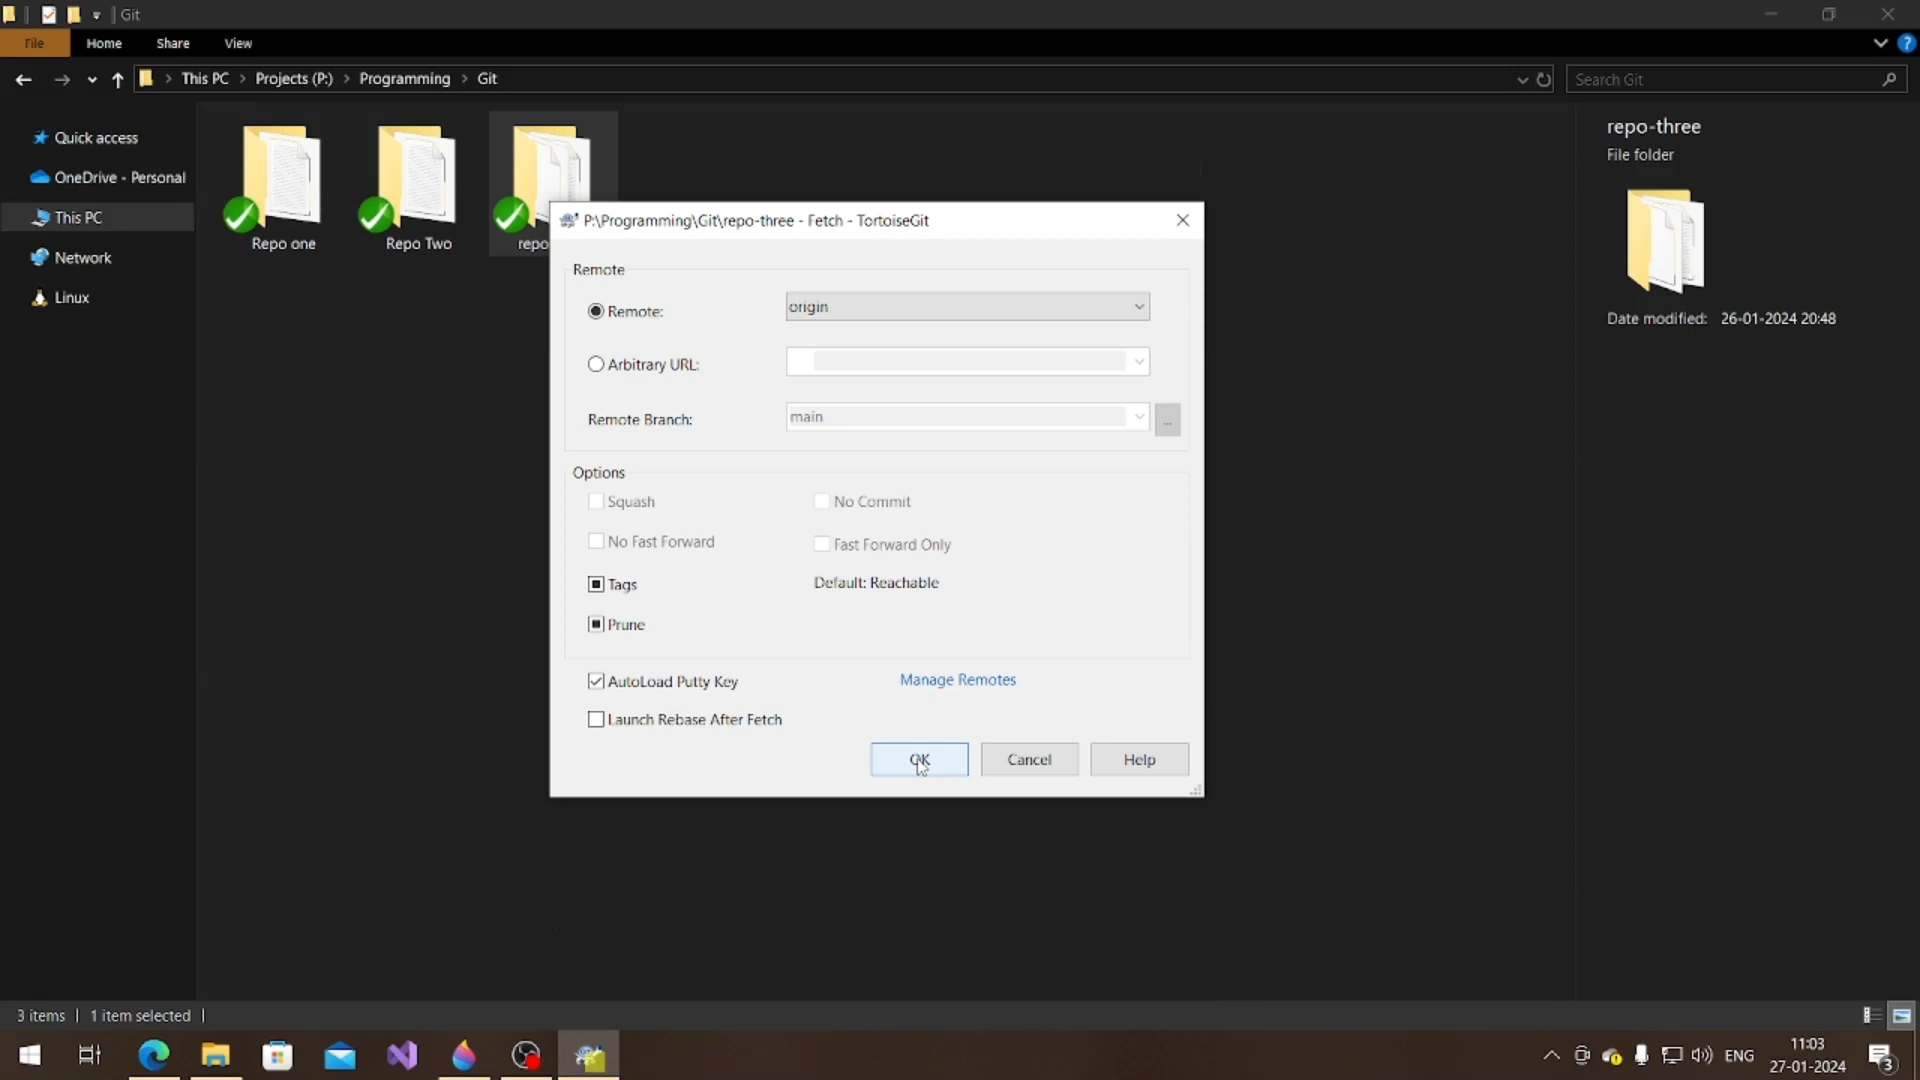 Git
File
Home
Share
View
This PC
Projects (P:)
Programming
Git
Search Git
Quick access
OneDrive - Personal
This PC
Network
Linux
Repo one
Repo Two
repo
repo-three
File folder
Date modified: 26-01-2024 20:48
P:\Programming\Git\repo-three - Fetch - TortoiseGit
Remote
Remote:
origin
Arbitrary URL:
Remote Branch:
main
...
Options
Squash
No Commit
No Fast Forward
Fast Forward Only
Tags
Default: Reachable
Prune
AutoLoad Putty Key
Manage Remotes
Launch Rebase After Fetch
OK
Cancel
Help
3 items
1 item selected
ENG
11:03
27-01-2024
3